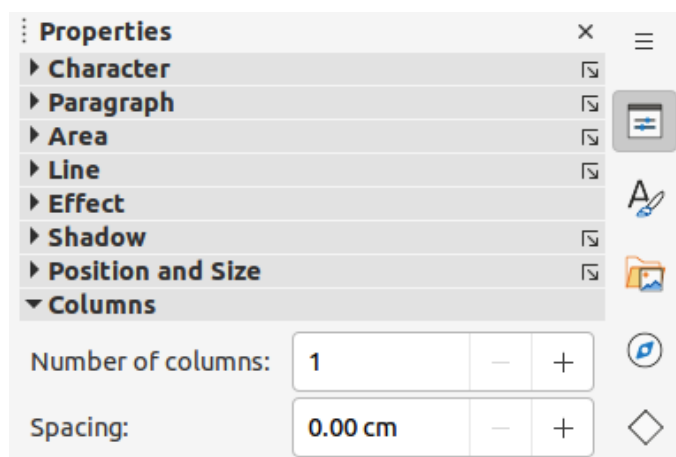 Properties
Character
Paragraph
Area
Line
Effect
Shadow
Position and Size
Columns
Number of columns: 1
Spacing: 0.00 cm